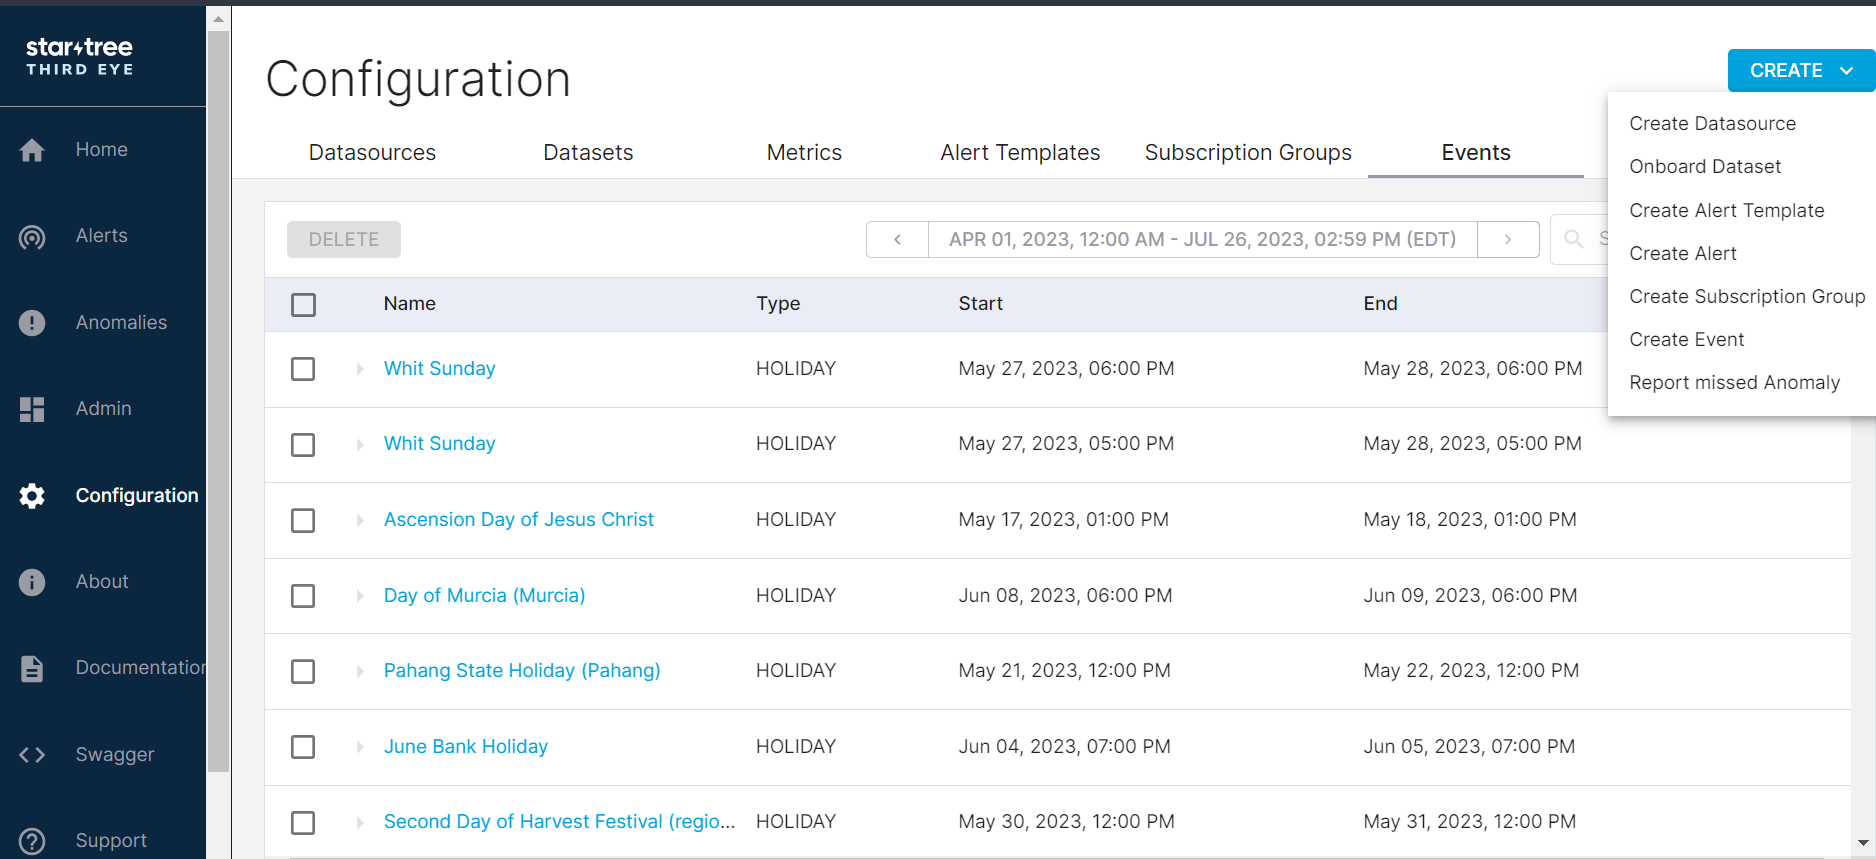 star tree
THIRD EYE
Home
Alerts
Anomalies
Admin
Configuration
About
Documentation
Swagger
Support
Configuration
CREATE
Create Datasource
Onboard Dataset
Create Alert Template
Create Alert
Create Subscription Group
Create Event
Report missed Anomaly
Datasources Datasets Metrics Alert Templates Subscription Groups Events
DELETE
APR 01, 2023, 12:00 AM - JUL 26, 2023, 02:59 PM (EDT)
Name Type Start End
Whit Sunday HOLIDAY May 27, 2023, 06:00 PM May 28, 2023, 06:00 PM
Whit Sunday HOLIDAY May 27, 2023, 05:00 PM May 28, 2023, 05:00 PM
Ascension Day of Jesus Christ HOLIDAY May 17, 2023, 01:00 PM May 18, 2023, 01:00 PM
Day of Murcia (Murcia) HOLIDAY Jun 08, 2023, 06:00 PM Jun 09, 2023, 06:00 PM
Pahang State Holiday (Pahang) HOLIDAY May 21, 2023, 12:00 PM May 22, 2023, 12:00 PM
June Bank Holiday HOLIDAY Jun 04, 2023, 07:00 PM Jun 05, 2023, 07:00 PM
Second Day of Harvest Festival (regio... HOLIDAY May 30, 2023, 12:00 PM May 31, 2023, 12:00 PM